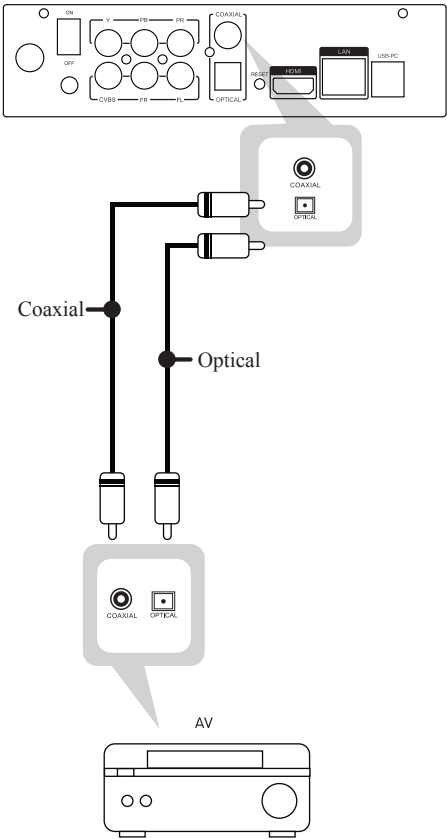 ON
OFF
Y PB PR
CVBS FR FL
COAXIAL
OPTICAL
RESET
HDMI
LAN
USB-PC
COAXIAL
OPTICAL
Coaxial
Optical
COAXIAL OPTICAL
AV